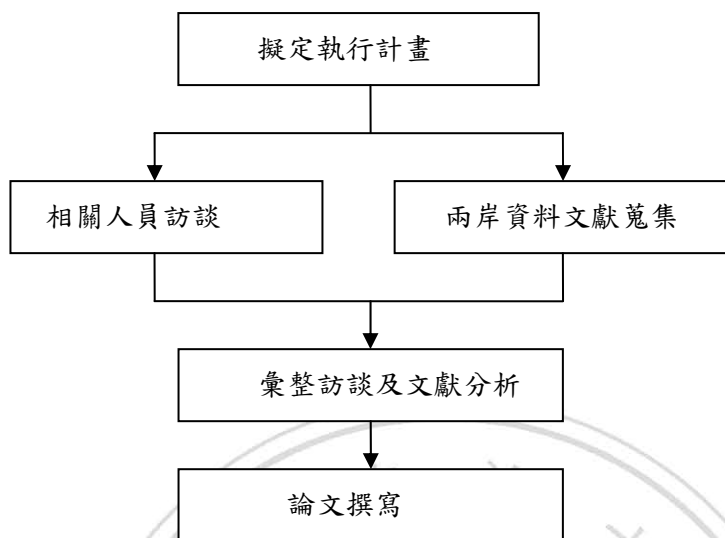 擬定執行計畫
相關人員訪談
兩岸資料文獻蒐集
彙整訪談及文獻分析
論文撰寫